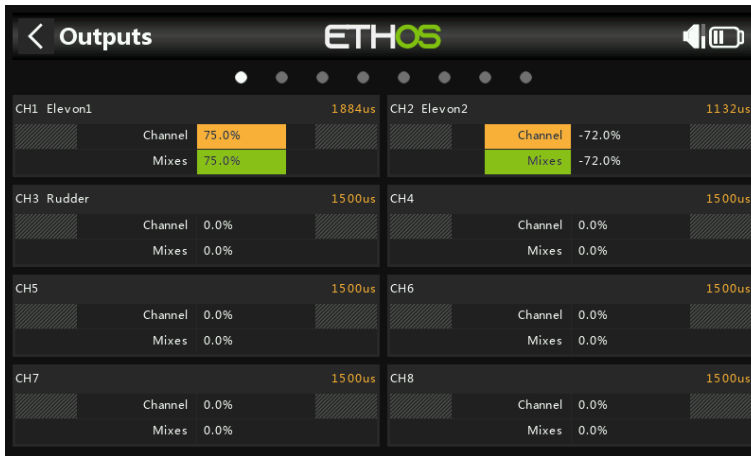 Outputs
ETHOS
CH1 Elevon1 1884us
Channel 75.0%
Mixes 75.0%
CH2 Elevon2 1132us
Channel -72.0%
Mixes -72.0%
CH3 Rudder 1500us
Channel 0.0%
Mixes 0.0%
CH4 1500us
Channel 0.0%
Mixes 0.0%
CH5 1500us
Channel 0.0%
Mixes 0.0%
CH6 1500us
Channel 0.0%
Mixes 0.0%
CH7 1500us
Channel 0.0%
Mixes 0.0%
CH8 1500us
Channel 0.0%
Mixes 0.0%